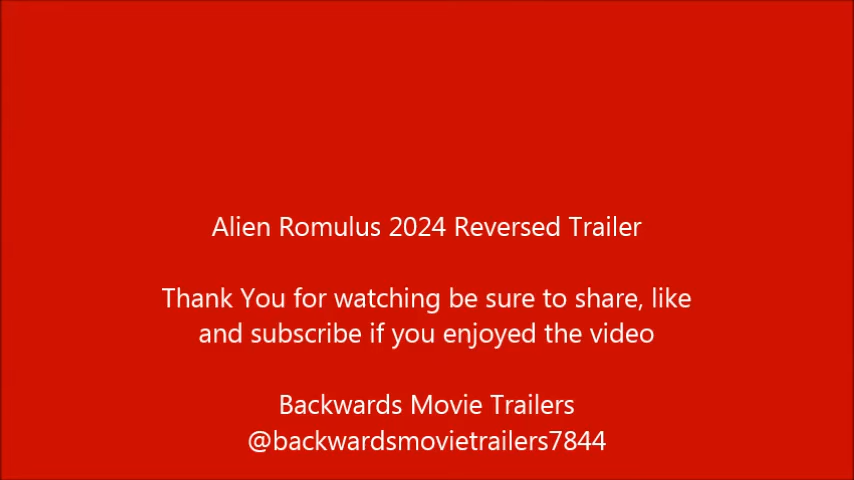 Alien Romulus 2024 Reversed Trailer
Thank You for watching be sure to share, like
and subscribe if you enjoyed the video
Backwards Movie Trailers
@backwardsmovietrailers7844